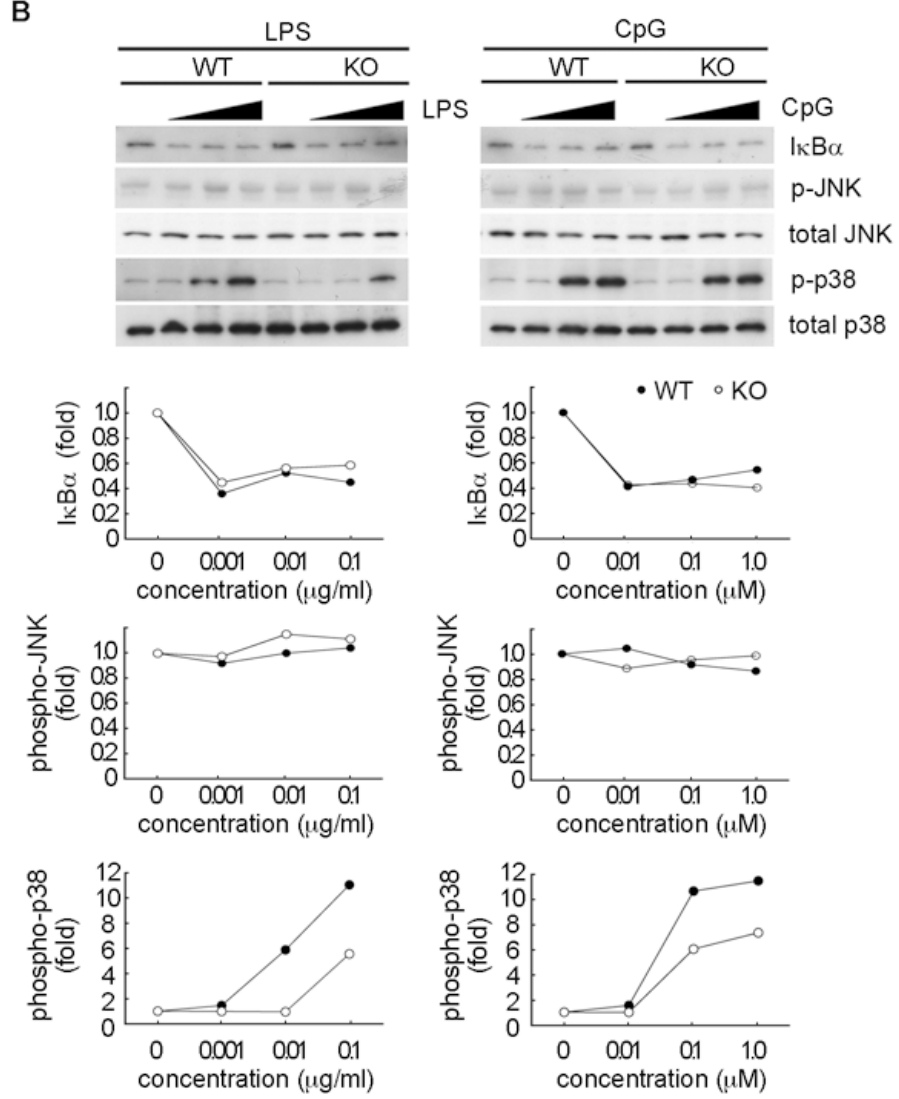 B
LPS CpG
WT KO WT KO
LPS CpG
IκBα
p-JNK
total JNK
p-p38
total p38
● WT ○ KO
IκBα (fold)
1.0
0.8
0.6
0.4
0.2
0
0 0.001 0.01 0.1
concentration (μg/ml)
IκBα (fold)
1.0
0.8
0.6
0.4
0.2
0
0 0.01 0.1 1.0
concentration (μM)
phospho-JNK
(fold)
1.0
0.8
0.6
0.4
0.2
0
0 0.001 0.01 0.1
concentration (μg/ml)
phospho-JNK
(fold)
1.0
0.8
0.6
0.4
0.2
0
0 0.01 0.1 1.0
concentration (μM)
phospho-p38
(fold)
12
10
8
6
4
2
0
0 0.001 0.01 0.1
concentration (μg/ml)
phospho-p38
(fold)
12
10
8
6
4
2
0
0 0.01 0.1 1.0
concentration (μM)